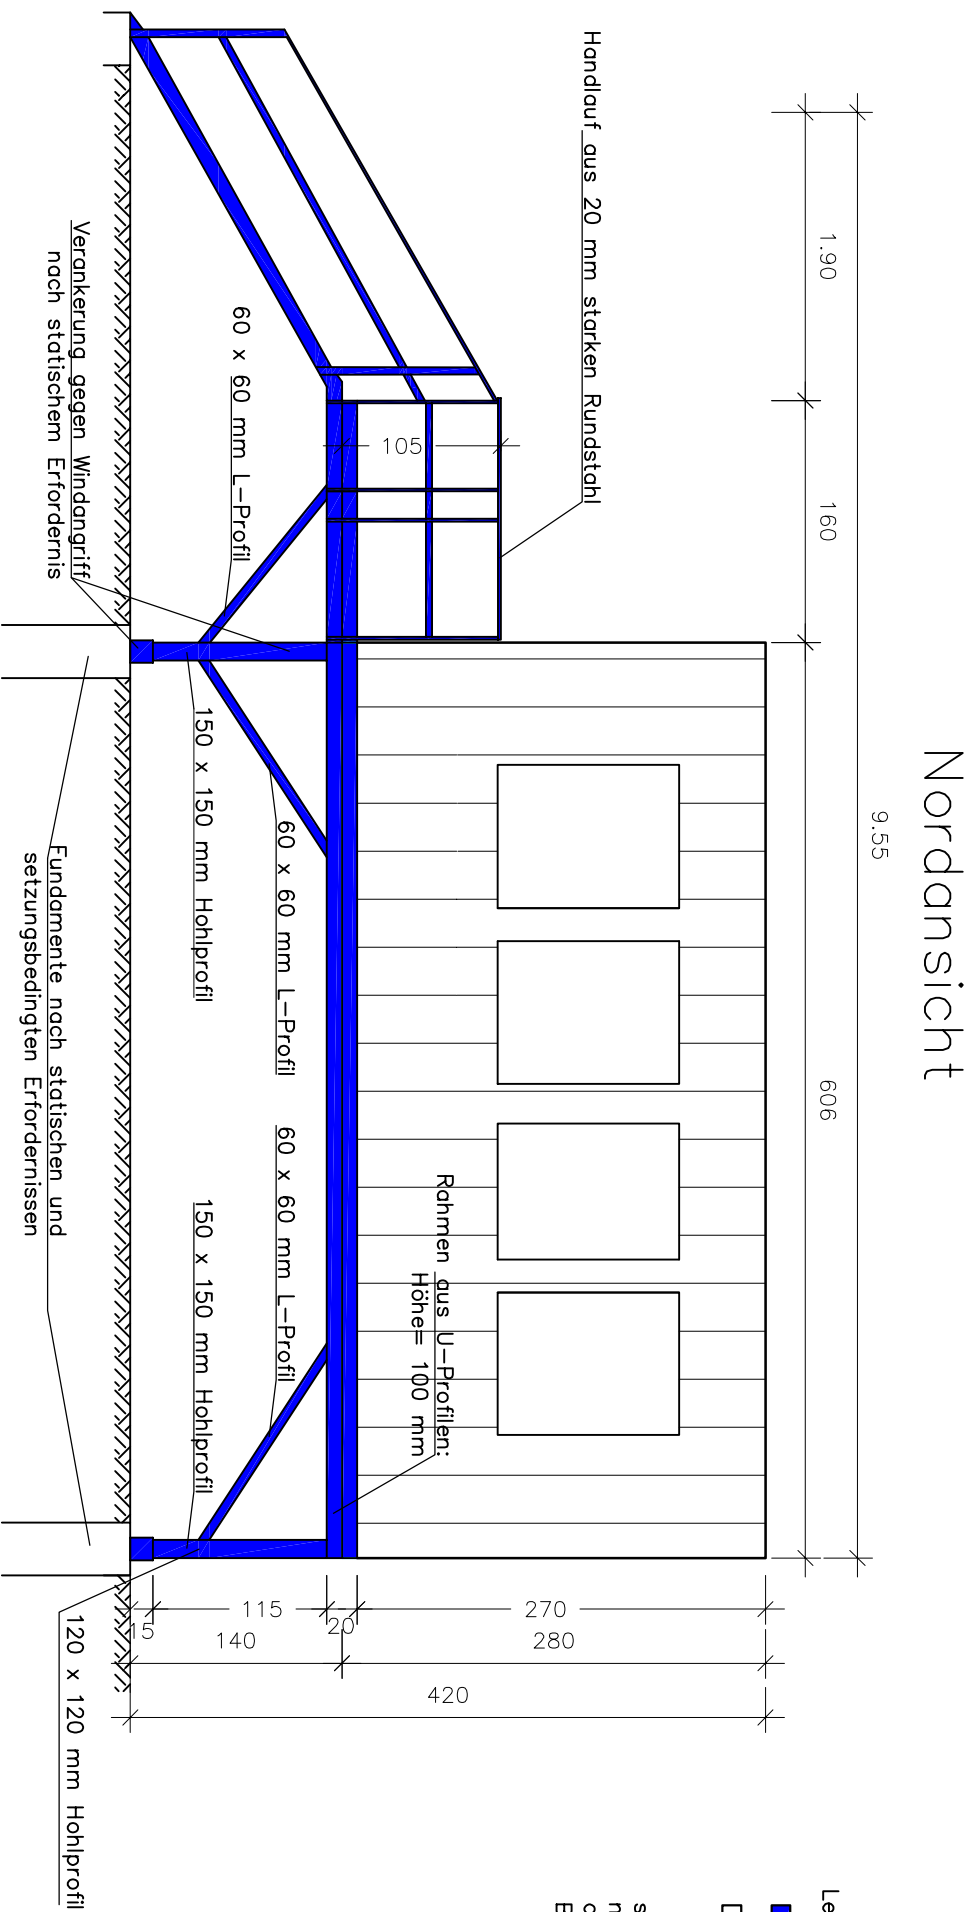 Nordansicht
9.55
1.90
160
606
Handlauf aus 20 mm starken Rundstahl
105
60 x 60 mm L-Profil
Verankerung gegen Windangriff
nach statischem Erfordernis
150 x 150 mm Hohlprofil
60 x 60 mm L-Profil
60 x 60 mm L-Profil
150 x 150 mm Hohlprofil
Rahmen aus U-Profilen:
Höhe= 100 mm
Fundamente nach statischen und
setzungsbedingten Erfordernissen
120 x 120 mm Hohlprofil
270
20
115
15
280
140
420